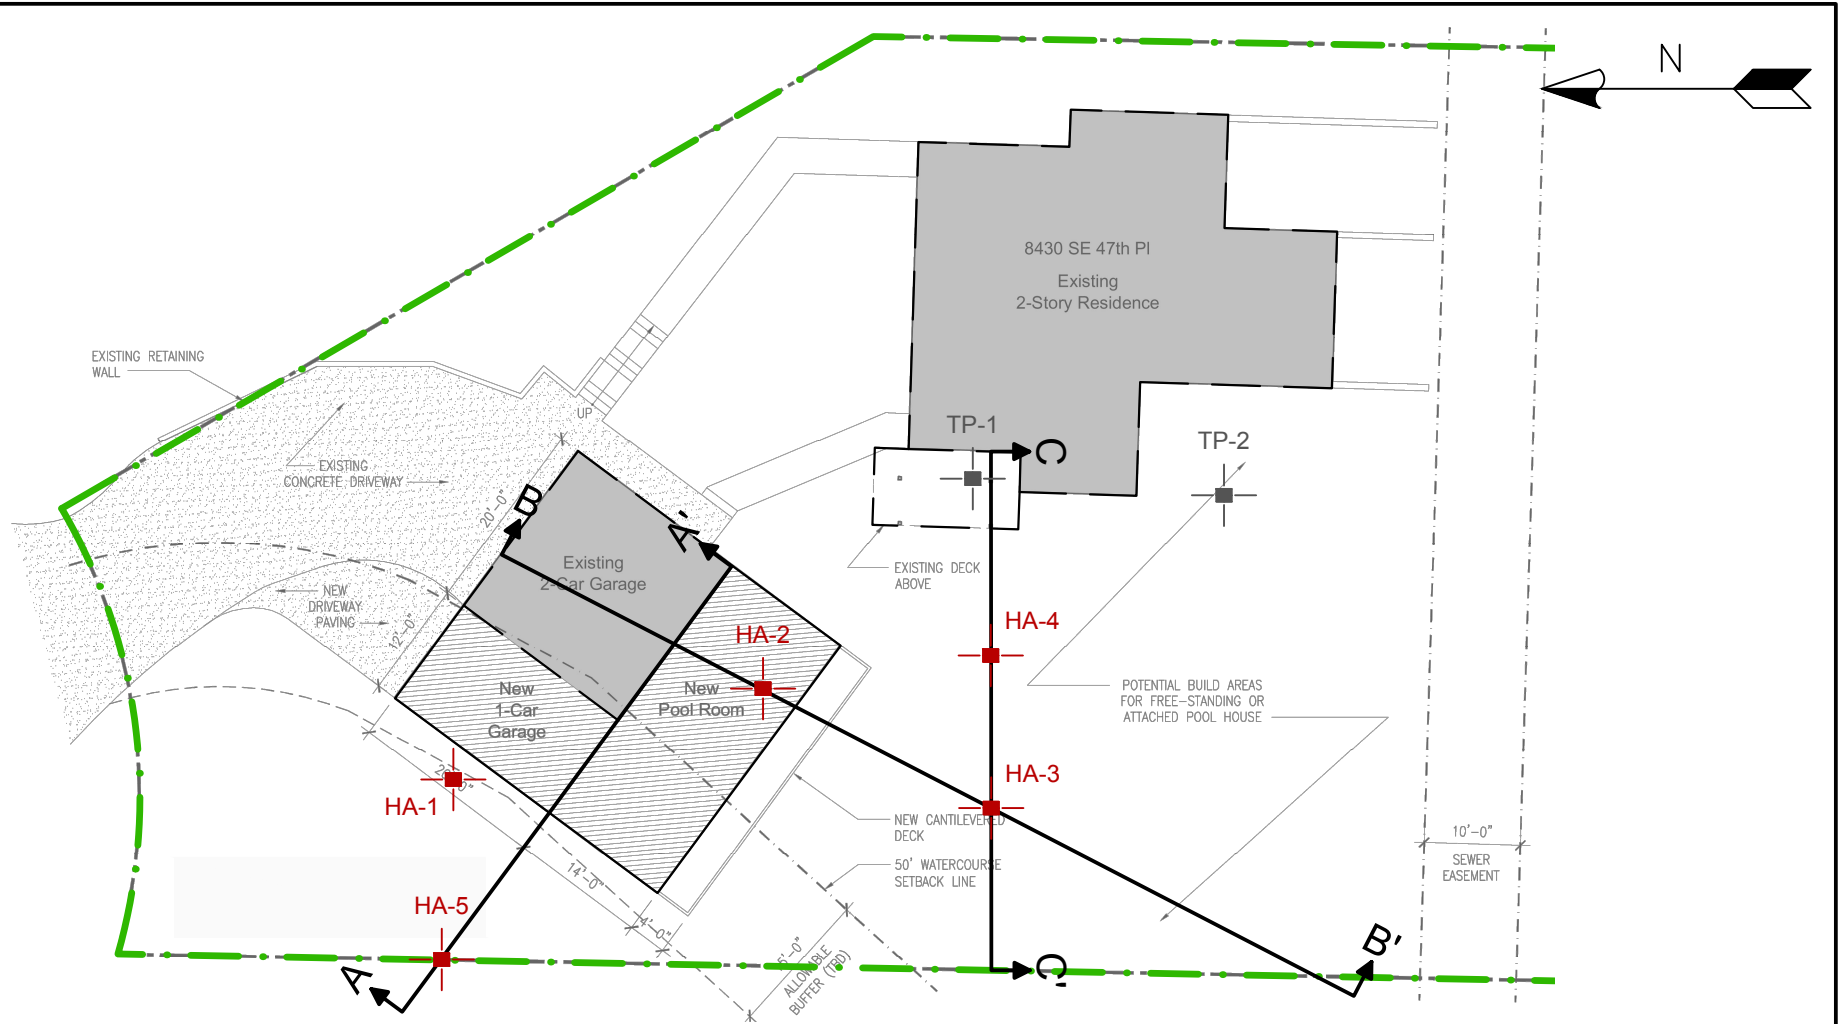 N
8430 SE 47th Pl
Existing
2-Story Residence
EXISTING RETAINING
WALL
UP
TP-1
C
TP-2
EXISTING
CONCRETE DRIVEWAY
20'-0"
B
A'
Existing
2-Car Garage
EXISTING DECK
ABOVE
NEW
DRIVEWAY
PAVING
12'-0"
HA-2
HA-4
New
1-Car
Garage
New
Pool Room
POTENTIAL BUILD AREAS
FOR FREE-STANDING OR
ATTACHED POOL HOUSE
HA-1
HA-3
NEW CANTILEVERED
DECK
10'-0"
SEWER
EASEMENT
50' WATERCOURSE
SETBACK LINE
14'-0"
HA-5
4'-0"
ALLOWABLE
BUFFER (TBD)
A
C'
B'